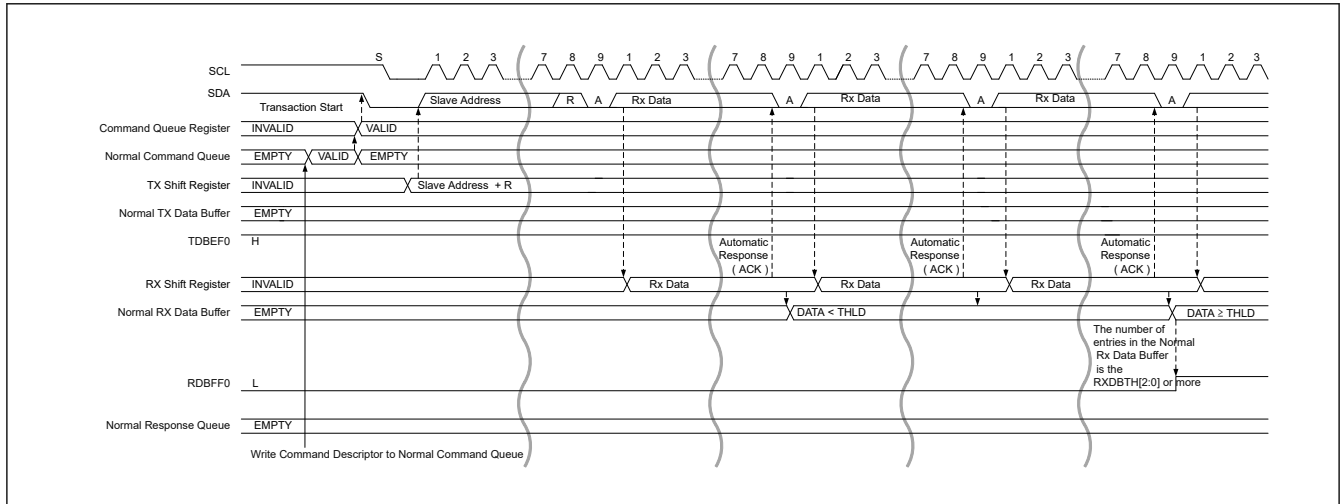 S 1 2 3 7 8 9 1 2 3 7 8 9 1 2 3 7 8 9 1 2 3 7 8 9 1 2 3
SCL
SDA
Transaction Start
Slave Address R A Rx Data A Rx Data A Rx Data A
Command Queue Register INVALID VALID
Normal Command Queue EMPTY VALID EMPTY
TX Shift Register INVALID Slave Address + R
Normal TX Data Buffer EMPTY
TDBEF0 H
Automatic
Response
( ACK )
Automatic
Response
( ACK )
Automatic
Response
( ACK )
RX Shift Register INVALID Rx Data Rx Data Rx Data
Normal RX Data Buffer EMPTY DATA < THLD DATA ≥ THLD
The number of
entries in the Normal
Rx Data Buffer
is the
RXDBTH[2:0] or more
RDBFF0 L
Normal Response Queue EMPTY
Write Command Descriptor to Normal Command Queue